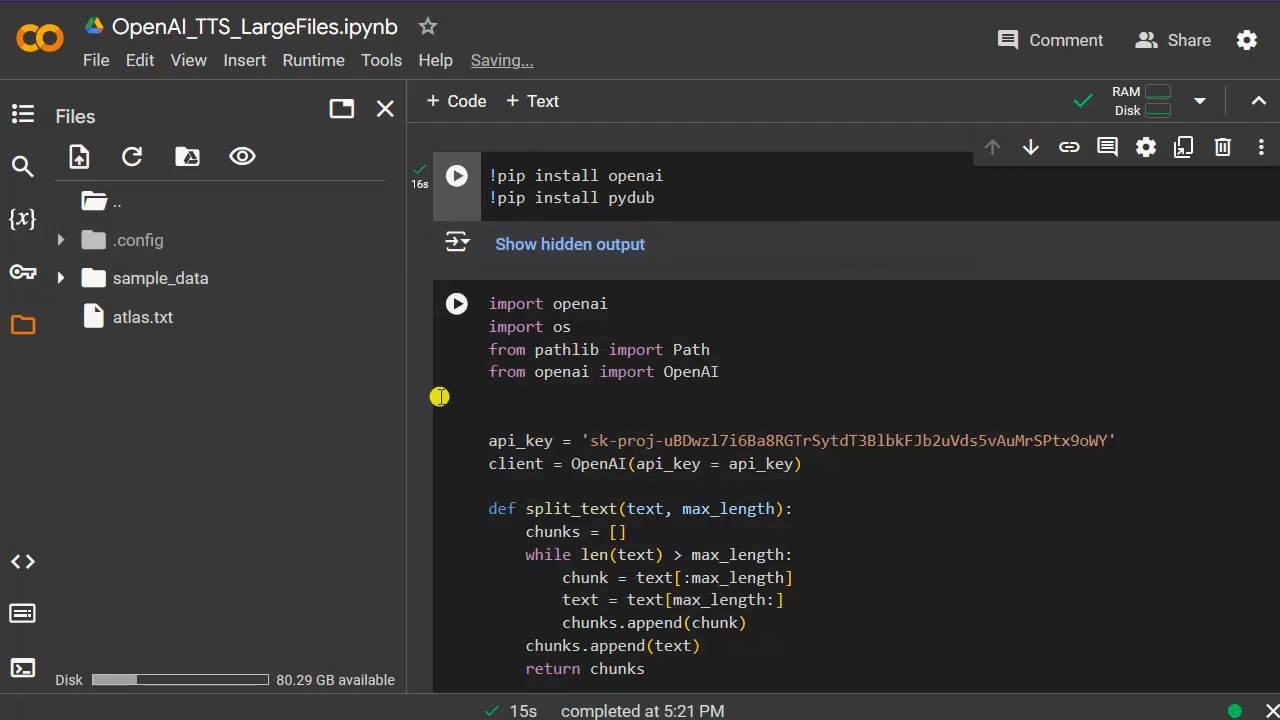 OpenAI_TTS_LargeFiles.ipynb
File Edit View Insert Runtime Tools Help Saving...
Comment Share
Files
+ Code + Text
RAM
Disk
..
.config
sample_data
atlas.txt
{x}
16s
!pip install openai
!pip install pydub
Show hidden output
import openai
import os
from pathlib import Path
from openai import OpenAI
api_key = 'sk-proj-uBDwzl7i6Ba8RGTrSytdT3BlbkFJb2uVds5vAuMrSPtx9oWY'
client = OpenAI(api_key = api_key)
def split_text(text, max_length):
chunks = []
while len(text) > max_length:
chunk = text[:max_length]
text = text[max_length:]
chunks.append(chunk)
chunks.append(text)
return chunks
Disk 80.29 GB available
15s completed at 5:21 PM